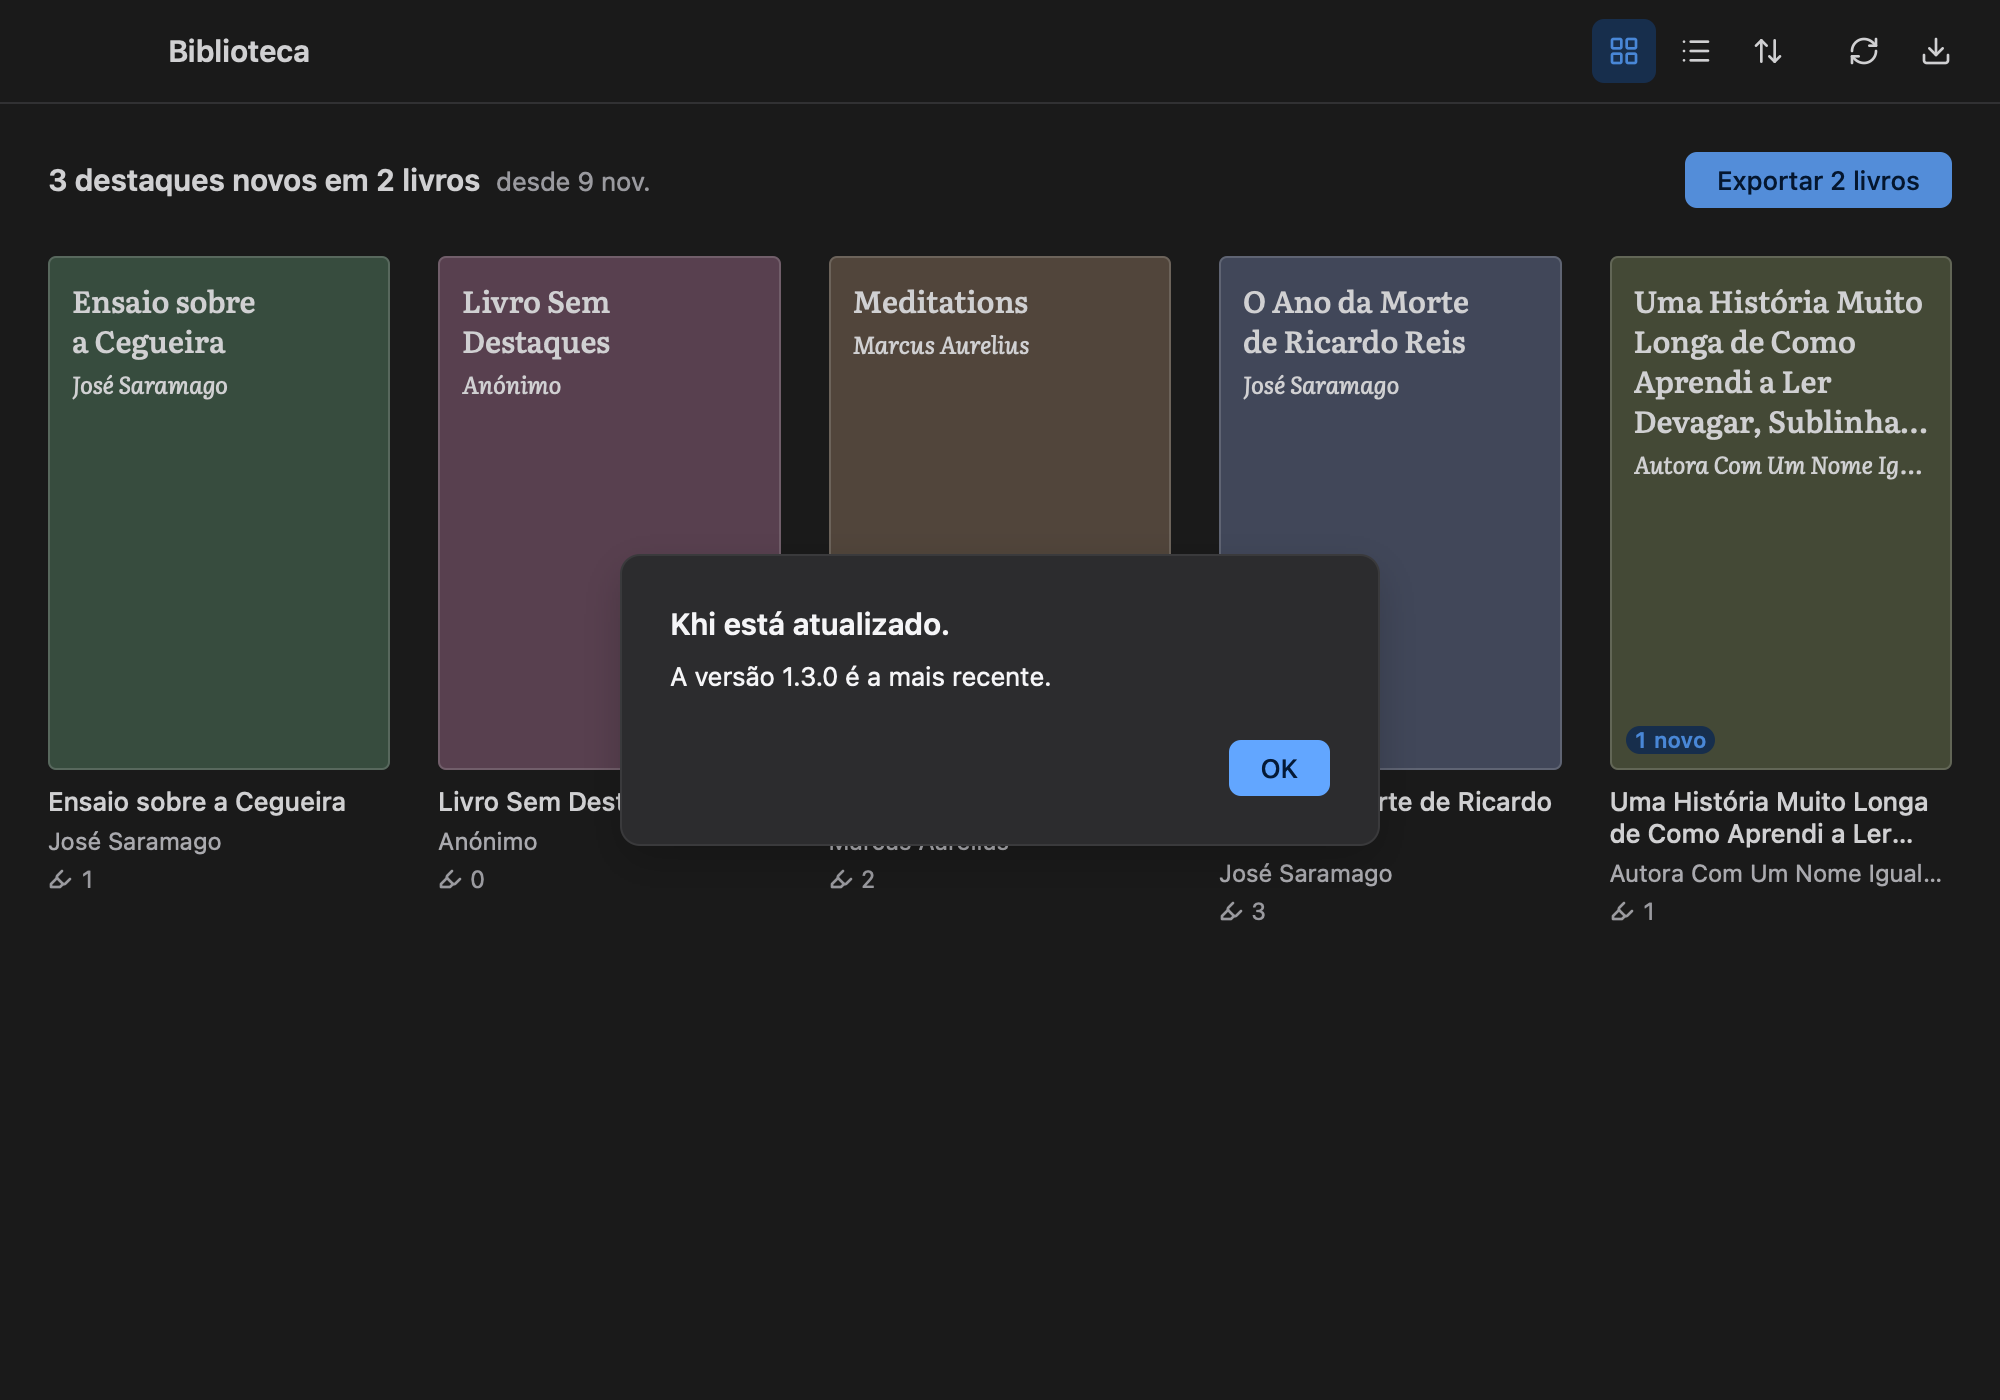 Biblioteca
3 destaques novos em 2 livros desde 9 nov.
Exportar 2 livros
Ensaio sobre
a Cegueira
José Saramago
Livro Sem
Destaques
Anónimo
Meditations
Marcus Aurelius
O Ano da Morte
de Ricardo Reis
José Saramago
Uma História Muito
Longa de Como
Aprendi a Ler
Devagar, Sublinha...
Autora Com Um Nome Ig...
1 novo
Khi está atualizado.
A versão 1.3.0 é a mais recente.
OK
Ensaio sobre a Cegueira
José Saramago
1
Livro Sem Dest
Anónimo
0
Marcus Aurelius
2
rte de Ricardo
José Saramago
3
Uma História Muito Longa
de Como Aprendi a Ler...
Autora Com Um Nome Igual...
1